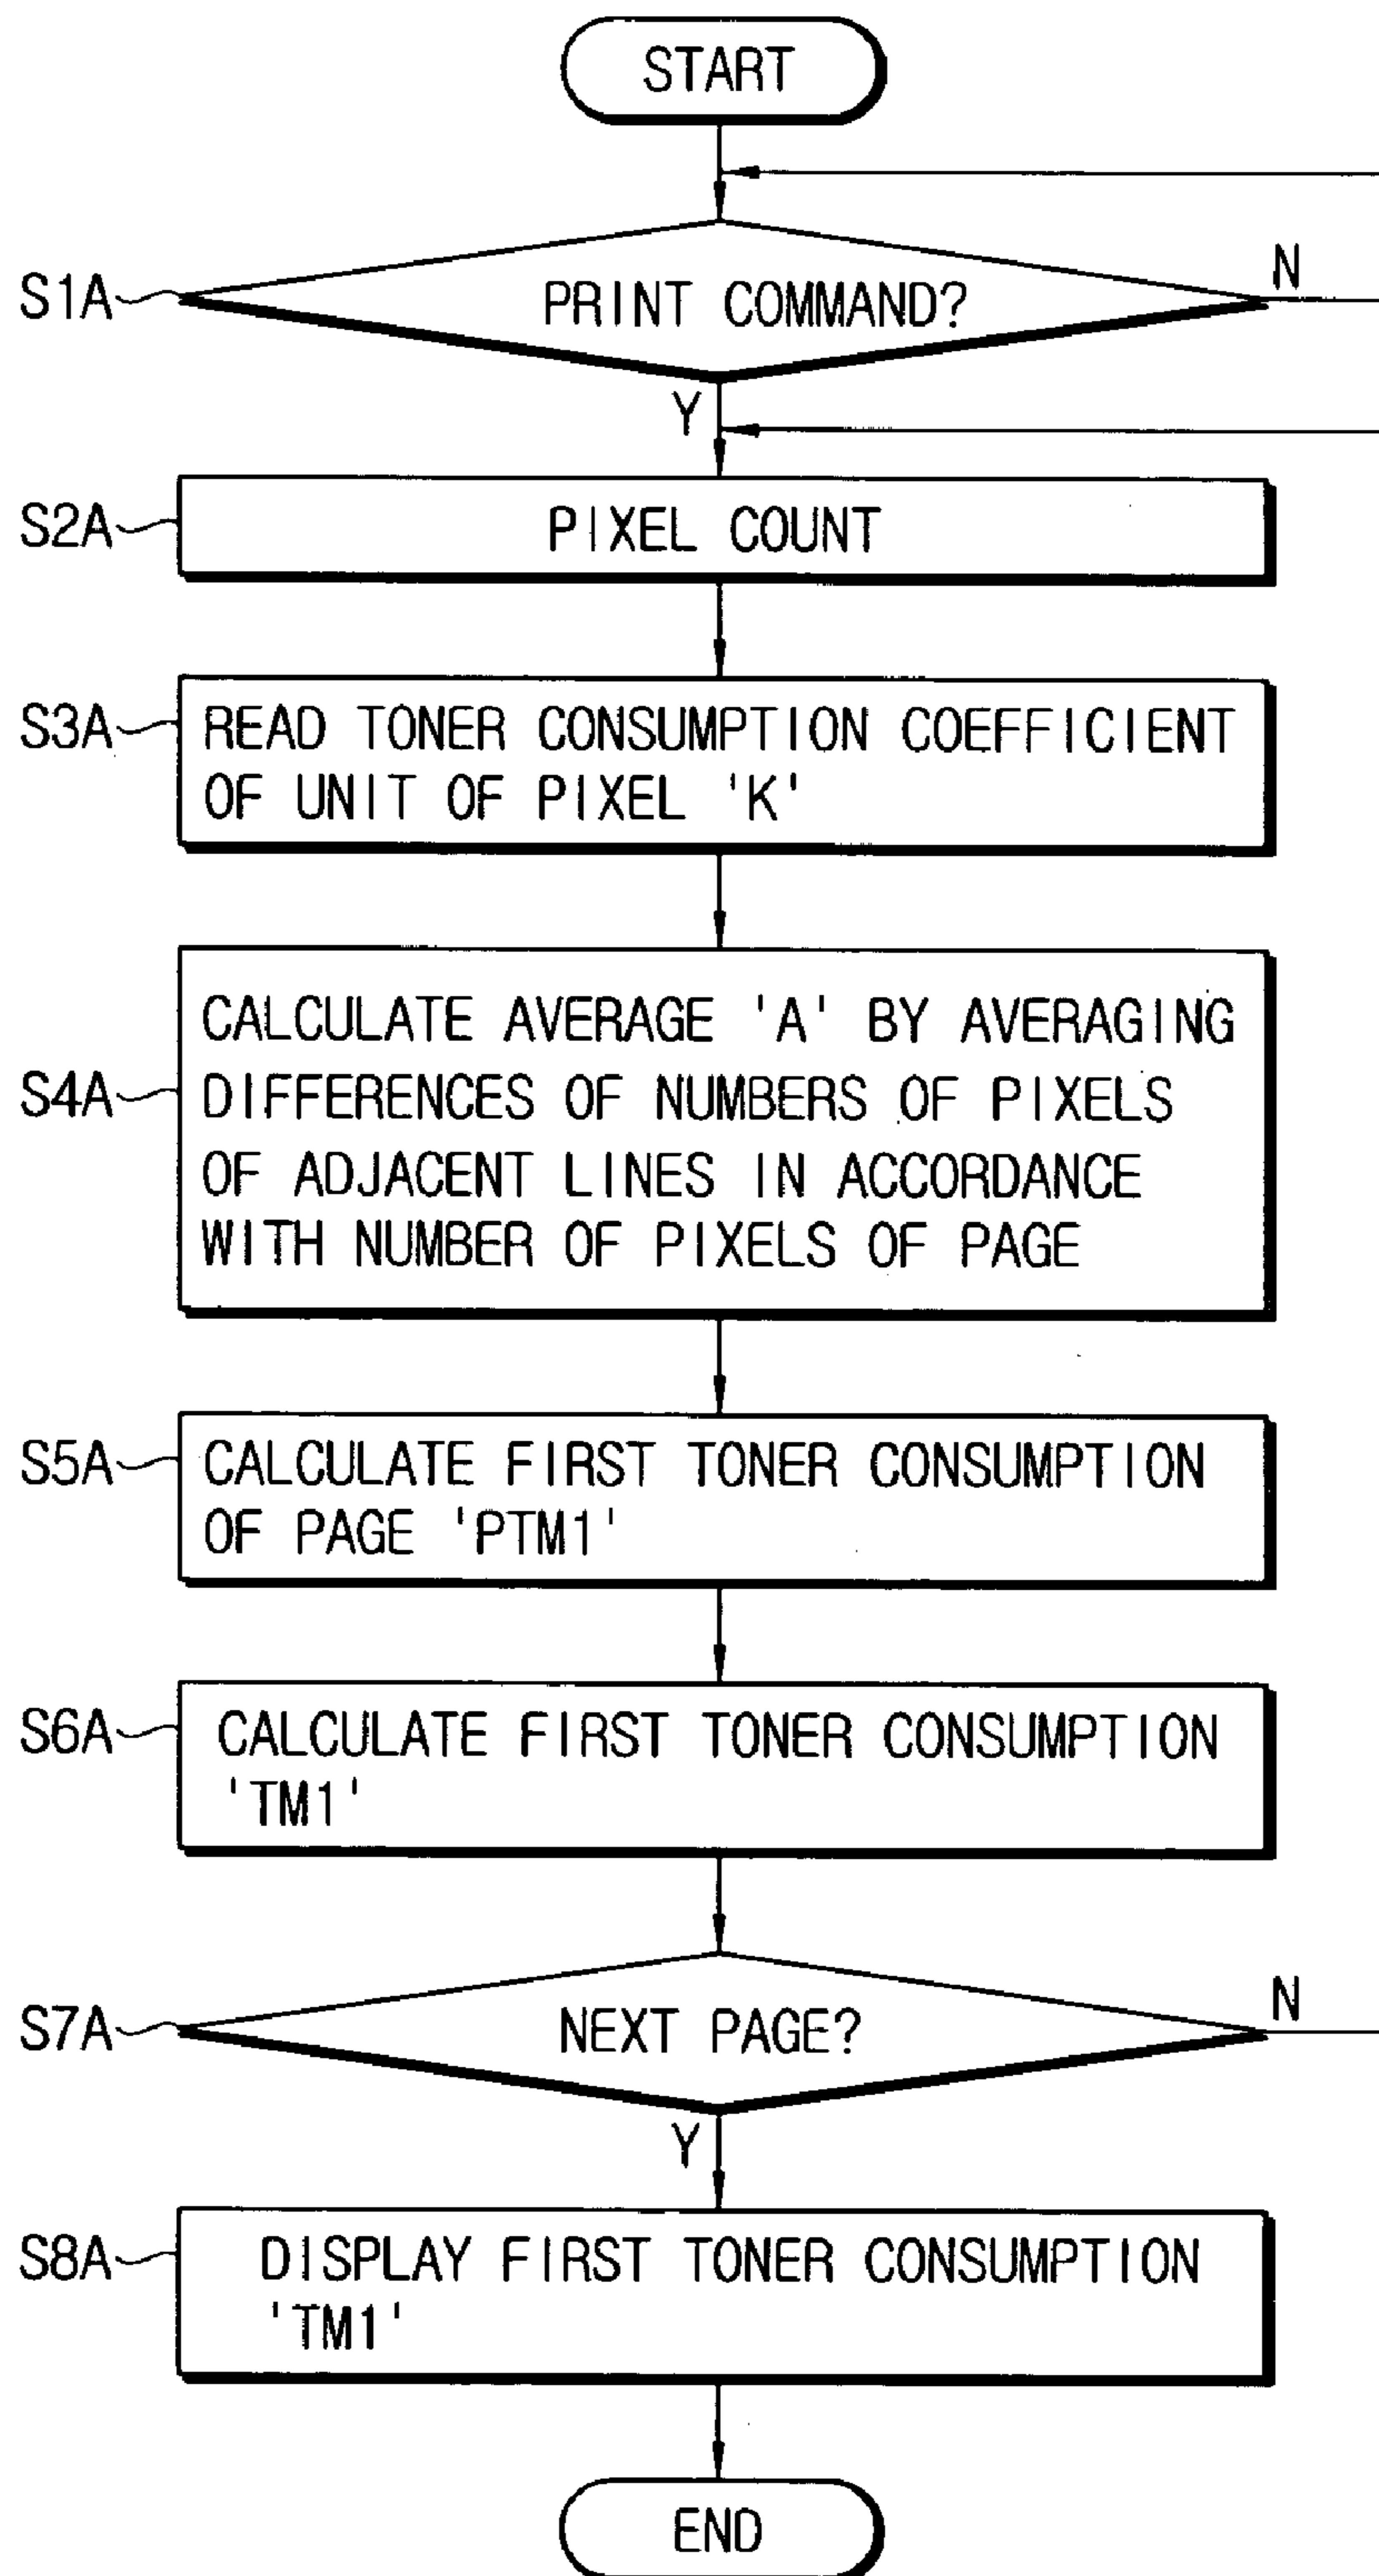 START
S1A
PRINT COMMAND?
N
Y
S2A
PIXEL COUNT
S3A
READ TONER CONSUMPTION COEFFICIENT
OF UNIT OF PIXEL 'K'
S4A
CALCULATE AVERAGE 'A' BY AVERAGING
DIFFERENCES OF NUMBERS OF PIXELS
OF ADJACENT LINES IN ACCORDANCE
WITH NUMBER OF PIXELS OF PAGE
S5A
CALCULATE FIRST TONER CONSUMPTION
OF PAGE 'PTM1'
S6A
CALCULATE FIRST TONER CONSUMPTION
'TM1'
S7A
NEXT PAGE?
N
Y
S8A
DISPLAY FIRST TONER CONSUMPTION
'TM1'
END